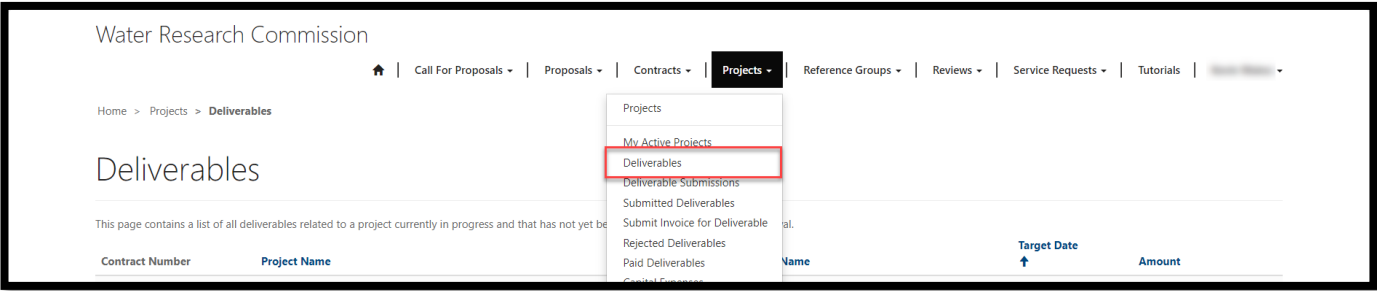 Water Research Commission
Call For Proposals | Proposals | Contracts | Projects | Reference Groups | Reviews | Service Requests | Tutorials |
Home > Projects > Deliverables
Projects
My Active Projects
Deliverables
Deliverable Submissions
Submitted Deliverables
Submit Invoice for Deliverable
Rejected Deliverables
Paid Deliverables
Capital Expenses
Deliverables
This page contains a list of all deliverables related to a project currently in progress and that has not yet
Contract Number Project Name Name Target Date Amount